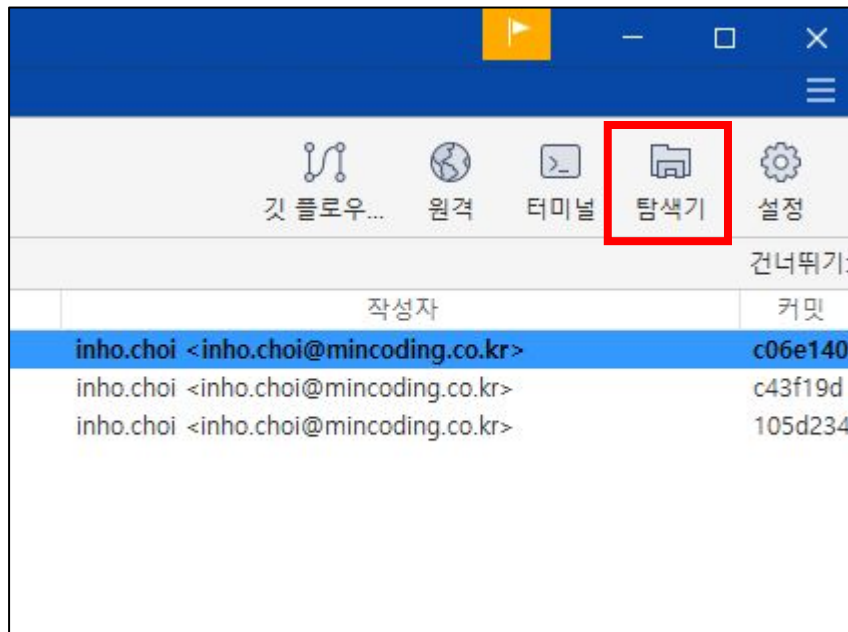 깃 플로우... 원격 터미널 탐색기 설정
건너뛰기:
작성자 커밋
inho.choi <inho.choi@mincoding.co.kr> c06e140
inho.choi <inho.choi@mincoding.co.kr> c43f19d
inho.choi <inho.choi@mincoding.co.kr> 105d234